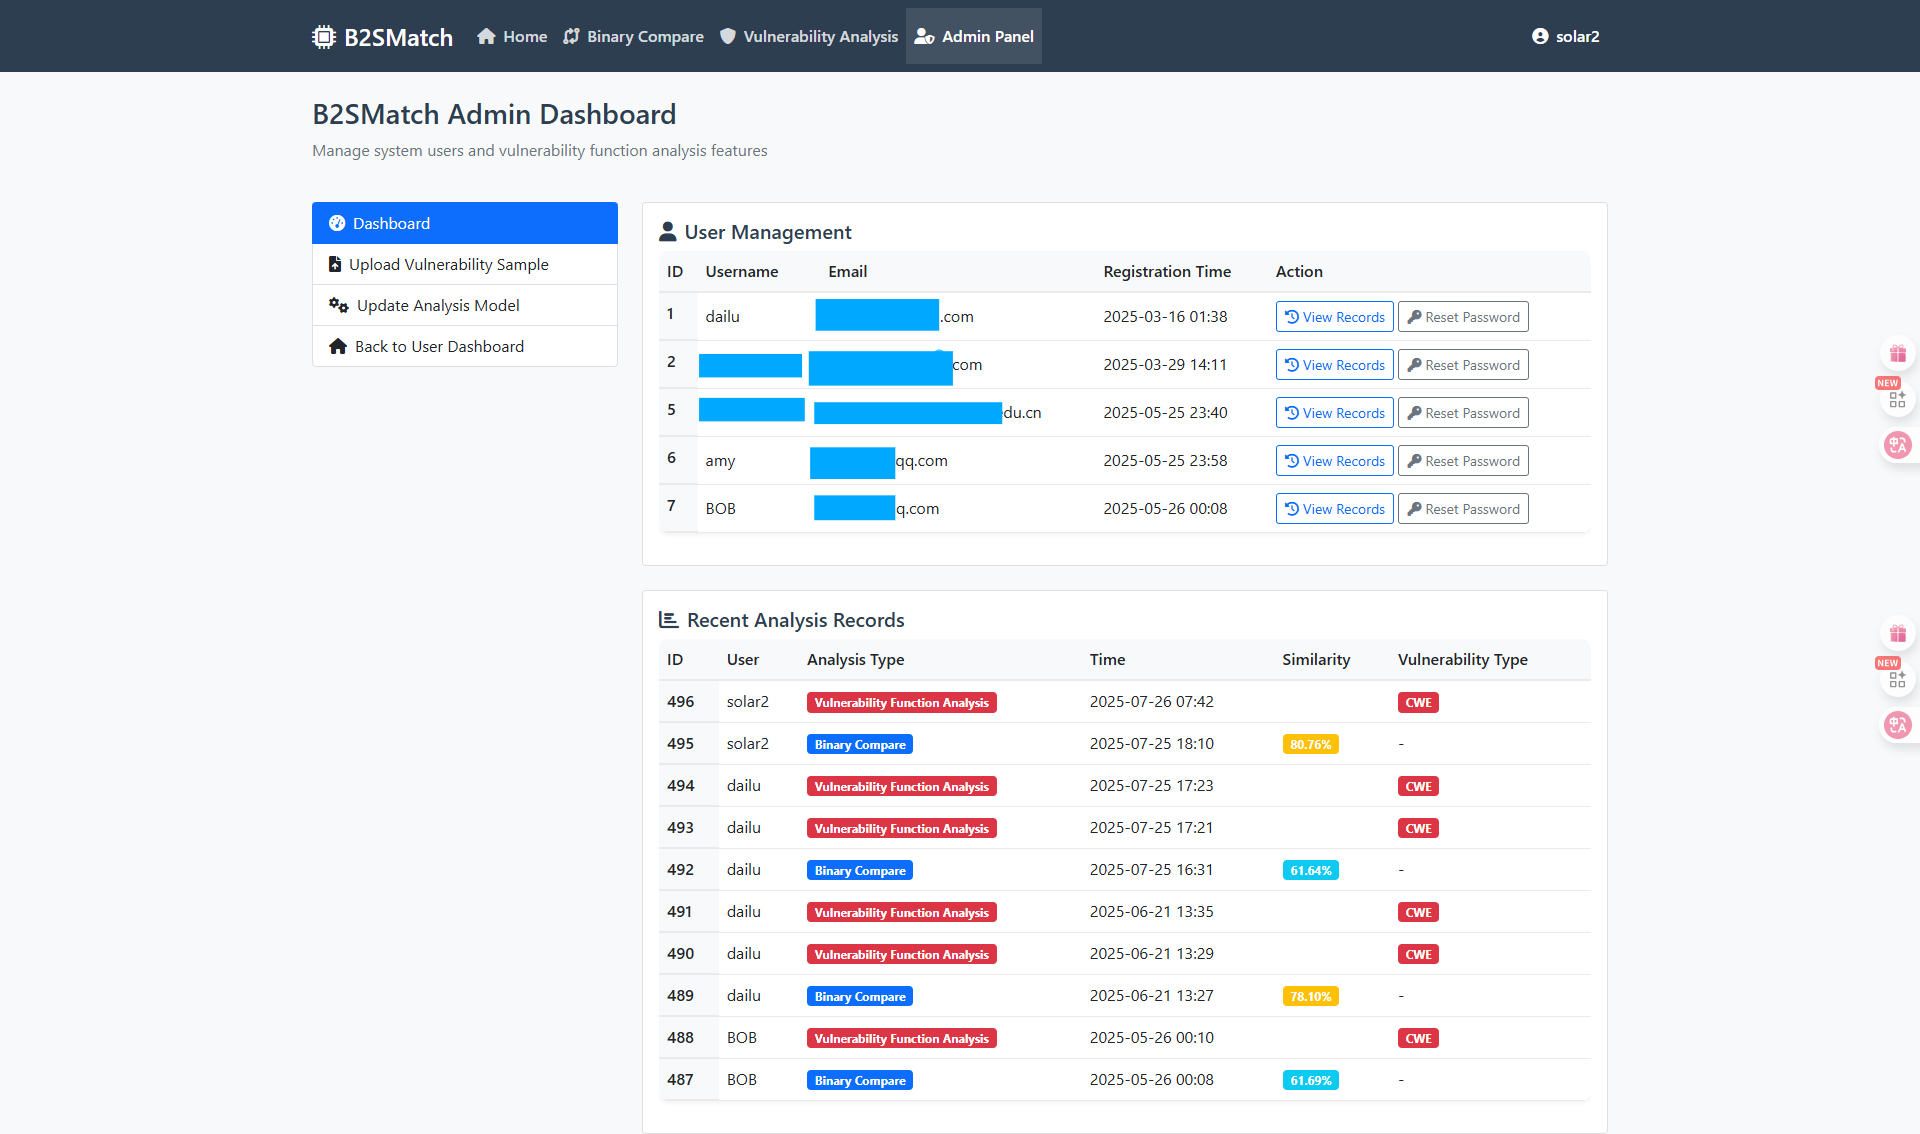 B2SMatch Home Binary Compare Vulnerability Analysis Admin Panel solar2
B2SMatch Admin Dashboard
Manage system users and vulnerability function analysis features
Dashboard
Upload Vulnerability Sample
Update Analysis Model
Back to User Dashboard
User Management
ID Username Email Registration Time Action
1 dailu .com 2025-03-16 01:38 View Records Reset Password
2 com 2025-03-29 14:11 View Records Reset Password
5 du.cn 2025-05-25 23:40 View Records Reset Password
6 amy qq.com 2025-05-25 23:58 View Records Reset Password
7 BOB q.com 2025-05-26 00:08 View Records Reset Password
Recent Analysis Records
ID User Analysis Type Time Similarity Vulnerability Type
496 solar2 Vulnerability Function Analysis 2025-07-26 07:42 CWE
495 solar2 Binary Compare 2025-07-25 18:10 80.76% -
494 dailu Vulnerability Function Analysis 2025-07-25 17:23 CWE
493 dailu Vulnerability Function Analysis 2025-07-25 17:21 CWE
492 dailu Binary Compare 2025-07-25 16:31 61.64% -
491 dailu Vulnerability Function Analysis 2025-06-21 13:35 CWE
490 dailu Vulnerability Function Analysis 2025-06-21 13:29 CWE
489 dailu Binary Compare 2025-06-21 13:27 78.10% -
488 BOB Vulnerability Function Analysis 2025-05-26 00:10 CWE
487 BOB Binary Compare 2025-05-26 00:08 61.69% -
NEW
中A
NEW
中A